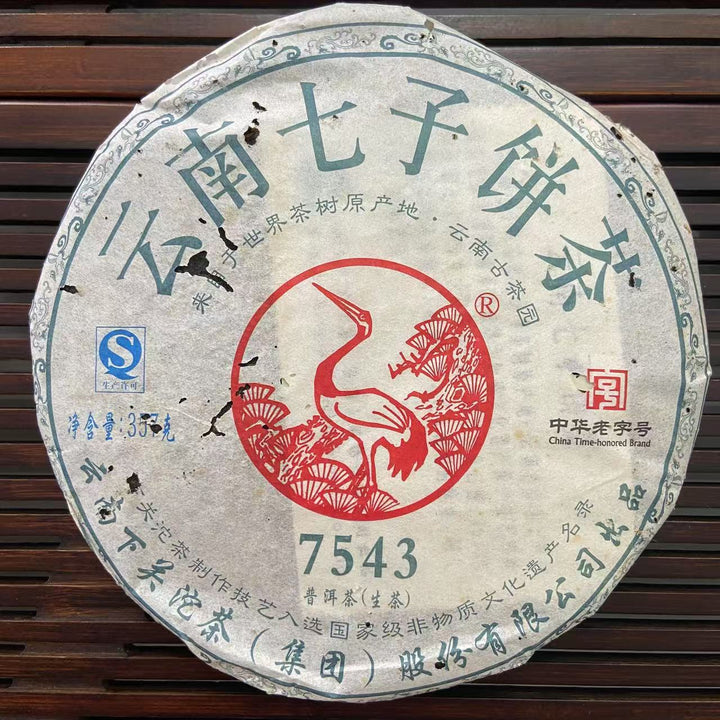 云南七子饼茶
采自于世界茶树原产地·云南古茶园
®
生产许可
净含量:357克
中华老字号
China Time-honored Brand
7543
普洱茶(生茶)
下关沱茶制作技艺入选国家级非物质文化遗产名录
云南下关沱茶(集团)股份有限公司出品